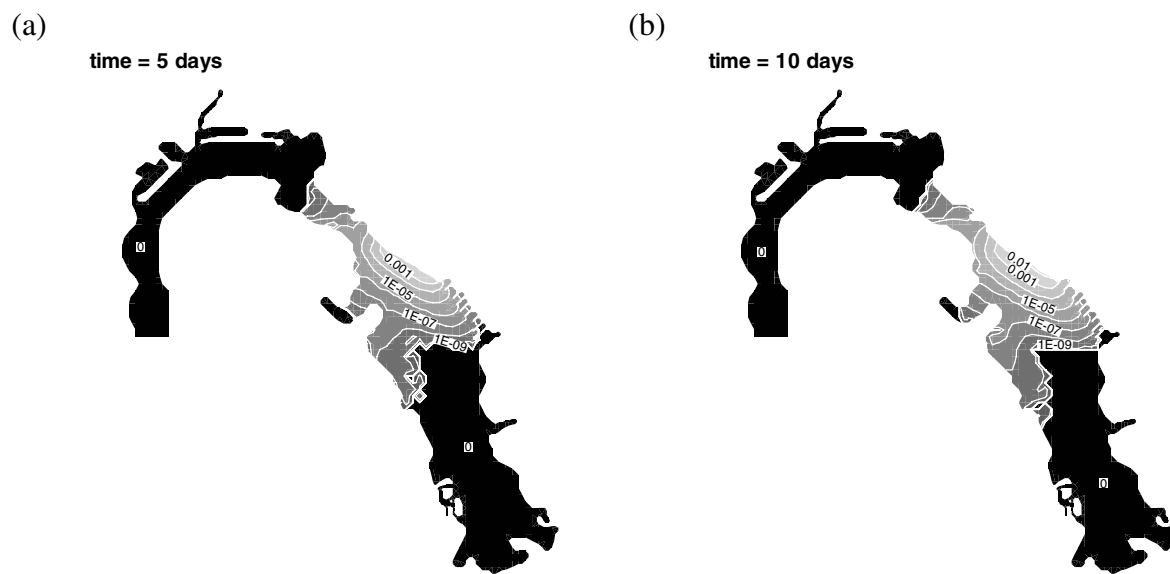 (a)
time = 5 days
0
0.001
1E-05
1E-07
1E-09
0
(b)
time = 10 days
0
0.01
0.001
1E-05
1E-07
1E-09
0